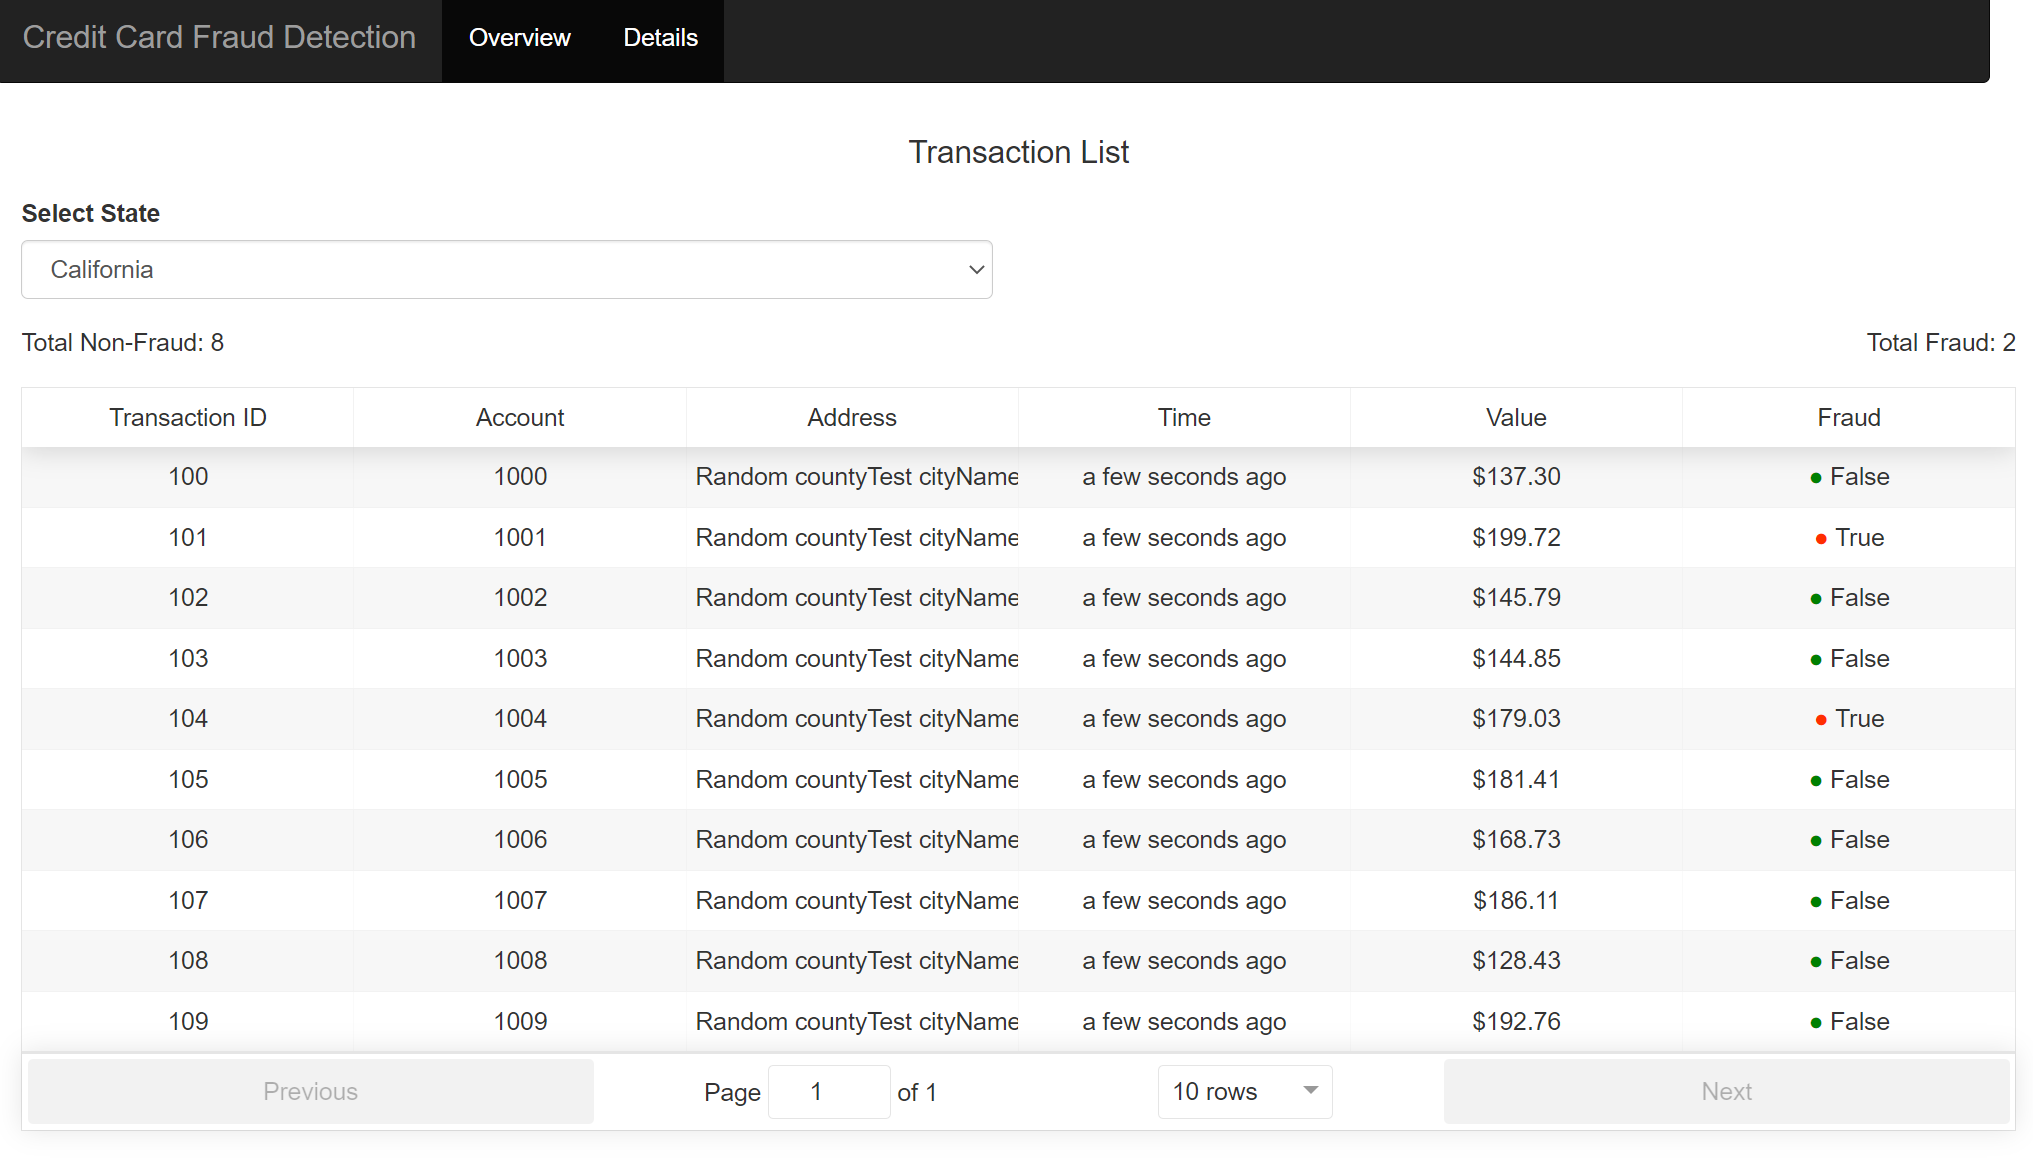 Credit Card Fraud Detection Overview Details
Transaction List
Select State
California
Total Non-Fraud: 8 Total Fraud: 2
Transaction ID Account Address Time Value Fraud
100 1000 Random countyTest cityName a few seconds ago $137.30 False
101 1001 Random countyTest cityName a few seconds ago $199.72 True
102 1002 Random countyTest cityName a few seconds ago $145.79 False
103 1003 Random countyTest cityName a few seconds ago $144.85 False
104 1004 Random countyTest cityName a few seconds ago $179.03 True
105 1005 Random countyTest cityName a few seconds ago $181.41 False
106 1006 Random countyTest cityName a few seconds ago $168.73 False
107 1007 Random countyTest cityName a few seconds ago $186.11 False
108 1008 Random countyTest cityName a few seconds ago $128.43 False
109 1009 Random countyTest cityName a few seconds ago $192.76 False
Previous Page 1 of 1 10 rows Next